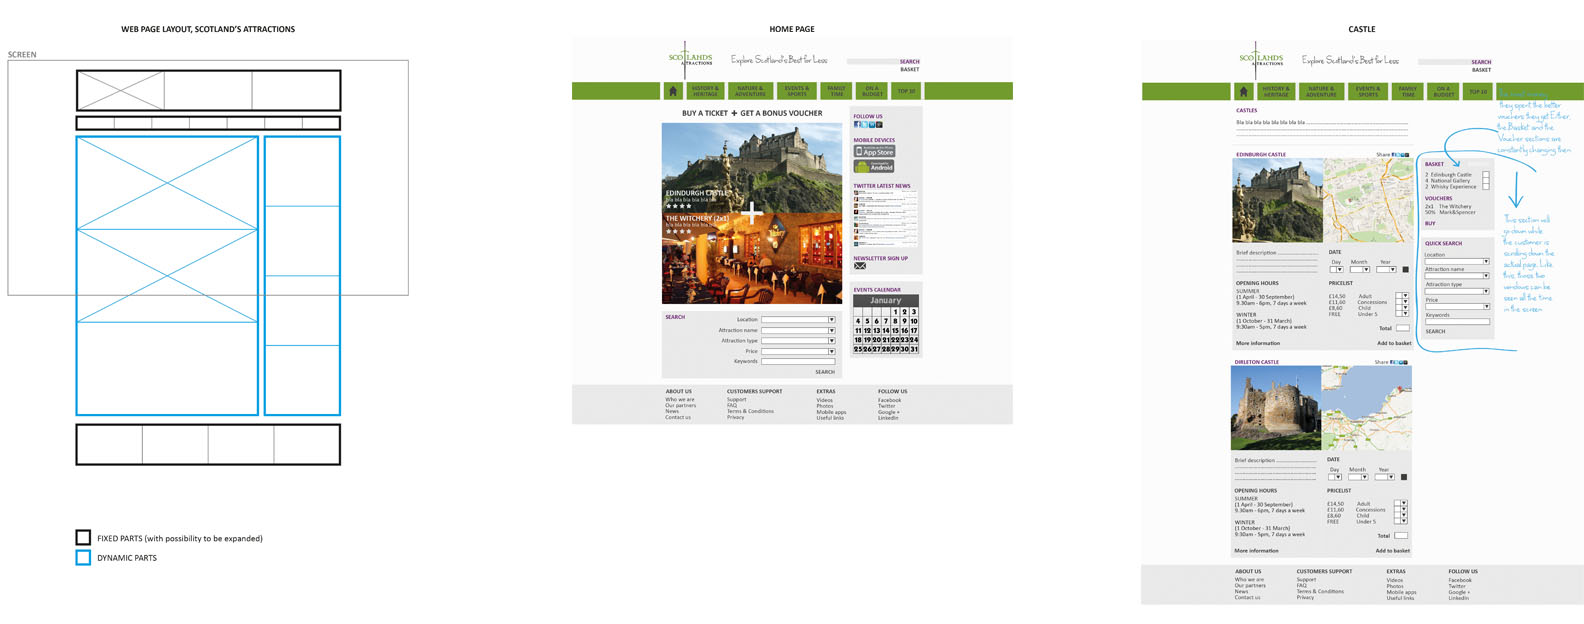 WEB PAGE LAYOUT, SCOTLAND'S ATTRACTIONS
SCREEN
FIXED PARTS (with possibility to be expanded)
DYNAMIC PARTS
HOME PAGE
SCOTLANDS
ATTRACTIONS
Explore Scotland's Best for Less
SEARCH
BASKET
HISTORY & HERITAGE
NATURE & ADVENTURE
EVENTS & SPORTS
FAMILY TIME
ON A BUDGET
TOP 10
BUY A TICKET + GET A BONUS VOUCHER
EDINBURGH CASTLE
bla bla bla bla bla
+
THE WITCHERY (2x1)
bla bla bla bla bla
FOLLOW US
MOBILE DEVICES
App Store
Android
TWITTER LATEST NEWS
NEWSLETTER SIGN UP
EVENTS CALENDAR
January
1 2 3
4 5 6 7 8 9 10
11 12 13 14 15 16 17
18 19 20 21 22 23 24
25 26 27 28 29 30 31
SEARCH
Location
Attraction name
Attraction type
Price
Keywords
SEARCH
ABOUT US
Who we are
Our partners
News
Contact us
CUSTOMERS SUPPORT
Support
FAQ
Terms & Conditions
Privacy
EXTRAS
Videos
Photos
Mobile apps
Useful links
FOLLOW US
Facebook
Twitter
Google +
LinkedIn
CASTLE
SCOTLANDS
ATTRACTIONS
Explore Scotland's Best for Less
SEARCH
BASKET
HISTORY & HERITAGE
NATURE & ADVENTURE
EVENTS & SPORTS
FAMILY TIME
ON A BUDGET
TOP 10
CASTLES
Bla bla bla bla bla bla bla bla
EDINBURGH CASTLE
Share
Brief description
OPENING HOURS
SUMMER
(1 April - 30 September)
9.30am - 6pm, 7 days a week
WINTER
(1 October - 31 March)
9:30am - 5pm, 7 days a week
More information
DATE
Day Month Year
PRICELIST
£14,50 Adult
£11,60 Concessions
£8,60 Child
FREE Under 5
Total
Add to basket
DIRLETON CASTLE
Share
Brief description
OPENING HOURS
SUMMER
(1 April - 30 September)
9.30am - 6pm, 7 days a week
WINTER
(1 October - 31 March)
9:30am - 5pm, 7 days a week
More information
DATE
Day Month Year
PRICELIST
£14,50 Adult
£11,60 Concessions
£8,60 Child
FREE Under 5
Total
Add to basket
BASKET
2 Edinburgh Castle
4 National Gallery
2 Whisky Experience
VOUCHERS
2x1 The Witchery
50% Mark&Spencer
BUY
QUICK SEARCH
Location
Attraction name
Attraction type
Price
Keywords
SEARCH
they spent the better
vouchers they get. Either,
the Basket and the
Voucher sections are
constantly changing then
This section will
go down while
the customer is
scrolling down the
actual page. Like
this, those two
windows can be
seen all the time
in the screen
ABOUT US
Who we are
Our partners
News
Contact us
CUSTOMERS SUPPORT
Support
FAQ
Terms & Conditions
Privacy
EXTRAS
Videos
Photos
Mobile apps
Useful links
FOLLOW US
Facebook
Twitter
Google +
LinkedIn